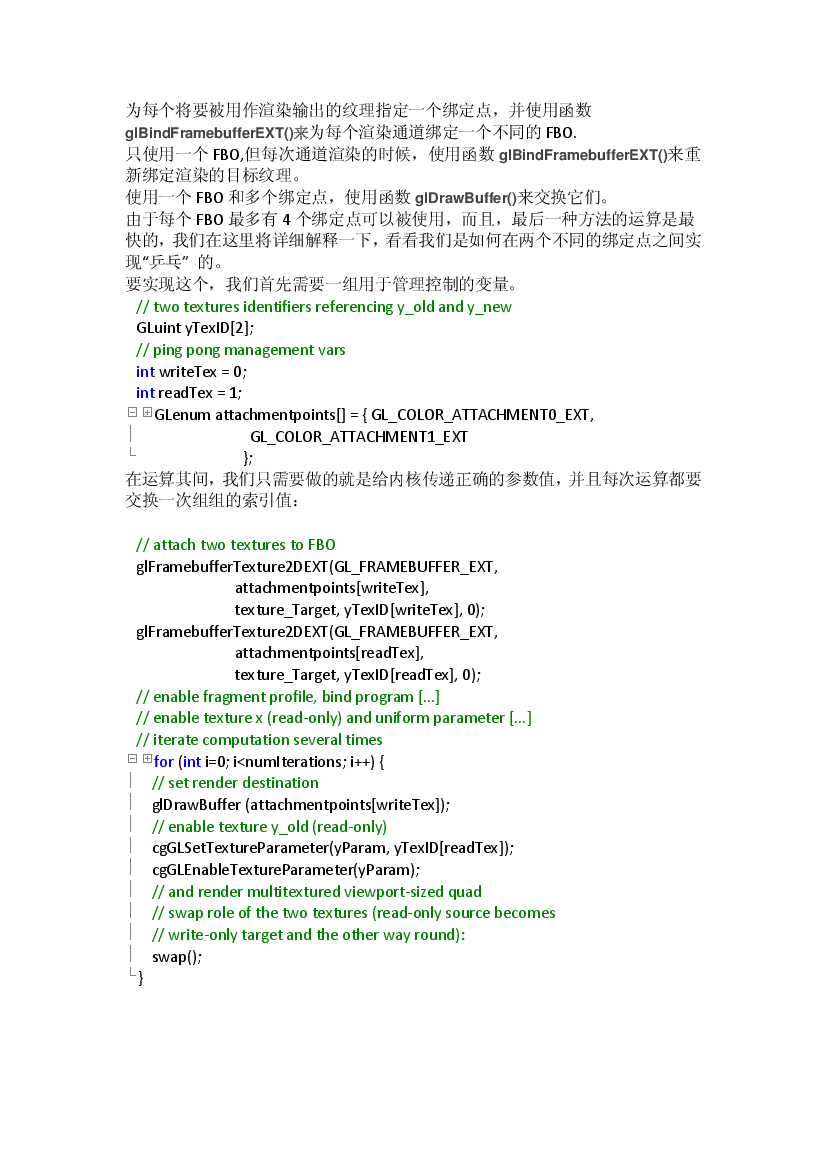 为每个将要被用作渲染输出的纹理指定一个绑定点，并使用函数
glBindFramebufferEXT()来为每个渲染通道绑定一个不同的 FBO.
只使用一个 FBO,但每次通道渲染的时候，使用函数 glBindFramebufferEXT()来重
新绑定渲染的目标纹理。
使用一个 FBO 和多个绑定点，使用函数 glDrawBuffer()来交换它们。
由于每个 FBO 最多有 4 个绑定点可以被使用，而且，最后一种方法的运算是最
快的，我们在这里将详细解释一下，看看我们是如何在两个不同的绑定点之间实
现“乒乓” 的。
要实现这个，我们首先需要一组用于管理控制的变量。
// two textures identifiers referencing y_old and y_new
GLuint yTexID[2];
// ping pong management vars
int writeTex = 0;
int readTex = 1;
GLenum attachmentpoints[] = { GL_COLOR_ATTACHMENT0_EXT,
GL_COLOR_ATTACHMENT1_EXT
};
在运算其间，我们只需要做的就是给内核传递正确的参数值，并且每次运算都要
交换一次组组的索引值：
// attach two textures to FBO
glFramebufferTexture2DEXT(GL_FRAMEBUFFER_EXT,
attachmentpoints[writeTex],
texture_Target, yTexID[writeTex], 0);
glFramebufferTexture2DEXT(GL_FRAMEBUFFER_EXT,
attachmentpoints[readTex],
texture_Target, yTexID[readTex], 0);
// enable fragment profile, bind program [...]
// enable texture x (read-only) and uniform parameter [...]
// iterate computation several times
for (int i=0; i<numIterations; i++) {
// set render destination
glDrawBuffer (attachmentpoints[writeTex]);
// enable texture y_old (read-only)
cgGLSetTextureParameter(yParam, yTexID[readTex]);
cgGLEnableTextureParameter(yParam);
// and render multitextured viewport-sized quad
// swap role of the two textures (read-only source becomes
// write-only target and the other way round):
swap();
}